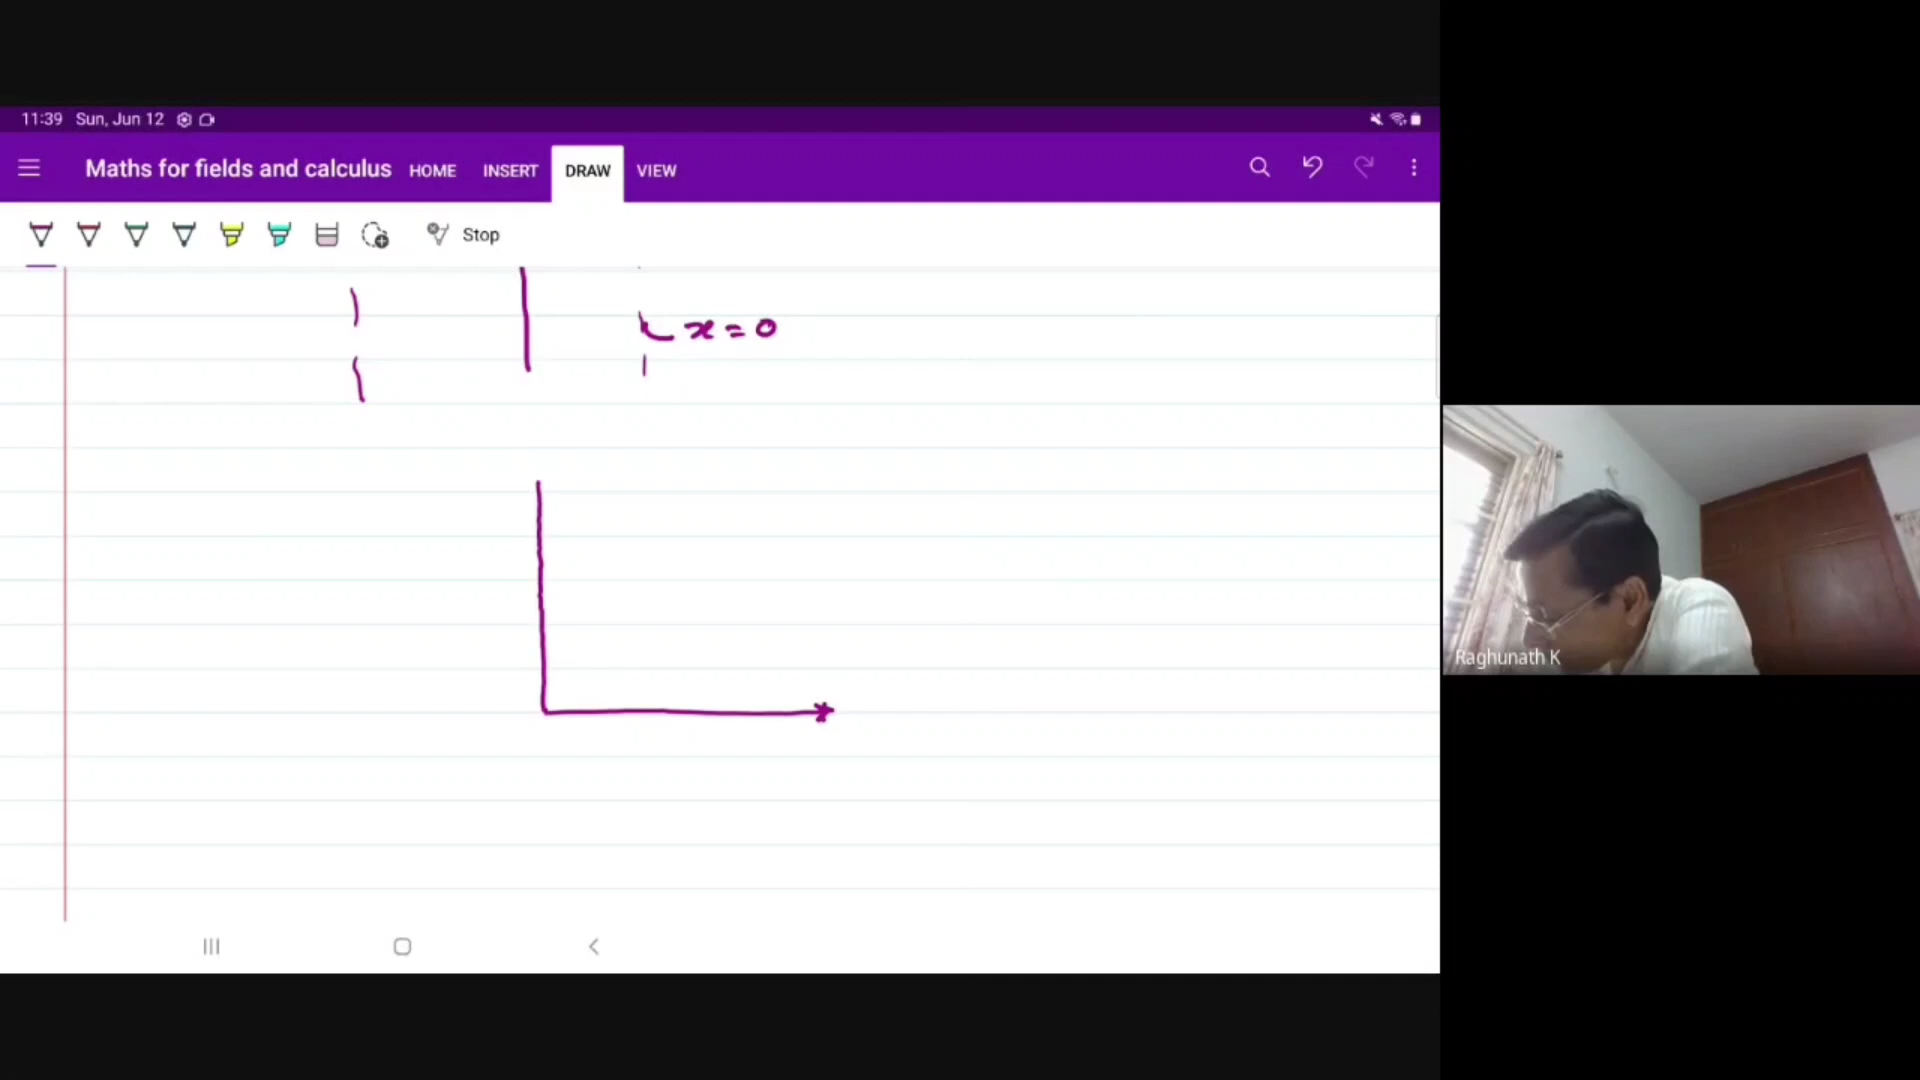 11:39 Sun, Jun 12
Maths for fields and calculus HOME INSERT DRAW VIEW
Stop
x = 0
Raghunath K